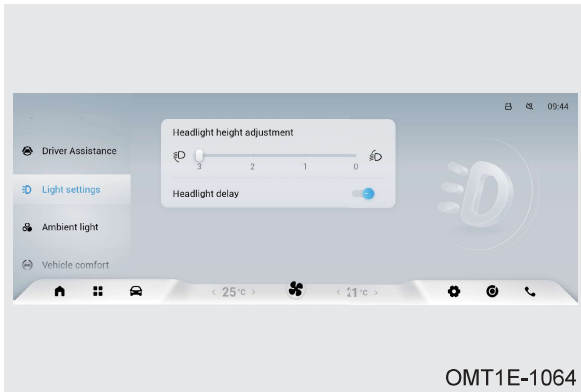 09:44
Headlight height adjustment
3 2 1 0
Headlight delay
Driver Assistance
Light settings
Ambient light
Vehicle comfort
< 25°C >
< 21°C >
OMT1E-1064